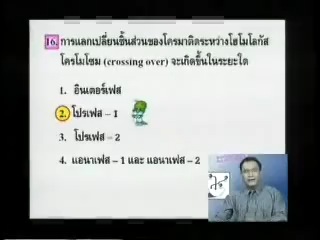 16. การแลกเปลี่ยนชิ้นส่วนของโครมาติดระหว่างโฮโมโลกัส
โครโมโซม (crossing over) จะเกิดขึ้นในระยะใด
1. อินเตอร์เฟส
2. โปรเฟส – 1
3. โปรเฟส – 2
4. แอนาเฟส – 1 และ แอนาเฟส – 2